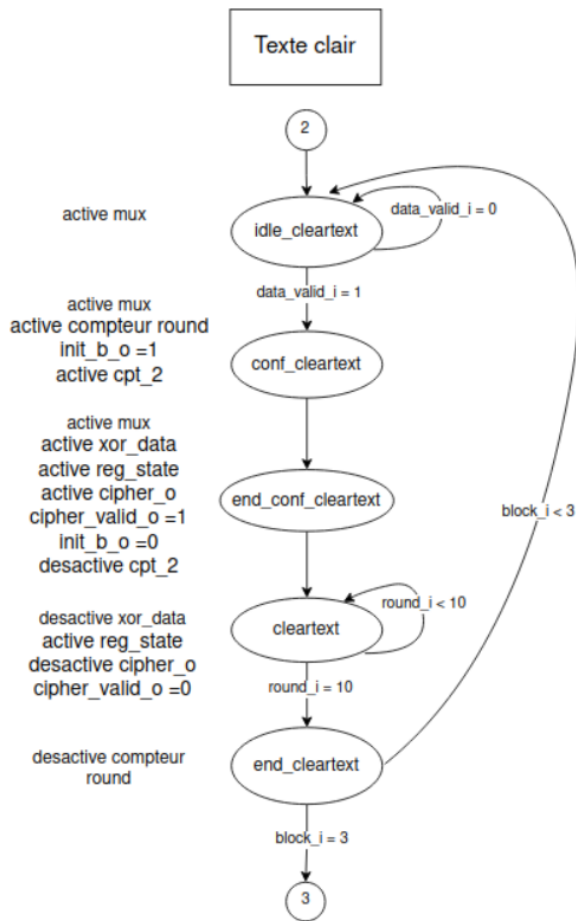 Texte clair
2
active mux
idle_cleartext
data_valid_i = 0
data_valid_i = 1
active mux
active compteur round
init_b_o =1
active cpt_2
conf_cleartext
active mux
active xor_data
active reg_state
active cipher_o
cipher_valid_o =1
init_b_o =0
desactive cpt_2
end_conf_cleartext
block_i < 3
desactive xor_data
active reg_state
desactive cipher_o
cipher_valid_o =0
cleartext
round_i < 10
round_i = 10
desactive compteur
round
end_cleartext
block_i = 3
3